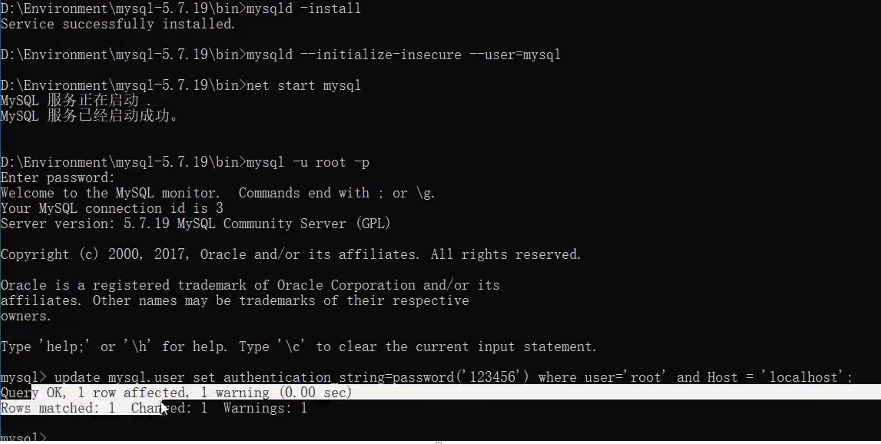 D:\Environment\mysql-5.7.19\bin>mysqld -install
Service successfully installed.
D:\Environment\mysql-5.7.19\bin>mysqld --initialize-insecure --user=mysql
D:\Environment\mysql-5.7.19\bin>net start mysql
MySQL 服务正在启动 .
MySQL 服务已经启动成功。
D:\Environment\mysql-5.7.19\bin>mysql -u root -p
Enter password:
Welcome to the MySQL monitor.  Commands end with ; or \g.
Your MySQL connection id is 3
Server version: 5.7.19 MySQL Community Server (GPL)
Copyright (c) 2000, 2017, Oracle and/or its affiliates. All rights reserved.
Oracle is a registered trademark of Oracle Corporation and/or its
affiliates. Other names may be trademarks of their respective
owners.
Type 'help;' or '\h' for help. Type '\c' to clear the current input statement.
mysql> update mysql.user set authentication_string=password('123456') where user='root' and Host = 'localhost';
Query OK, 1 row affected, 1 warning (0.00 sec)
Rows matched: 1  Changed: 1  Warnings: 1
mysql>